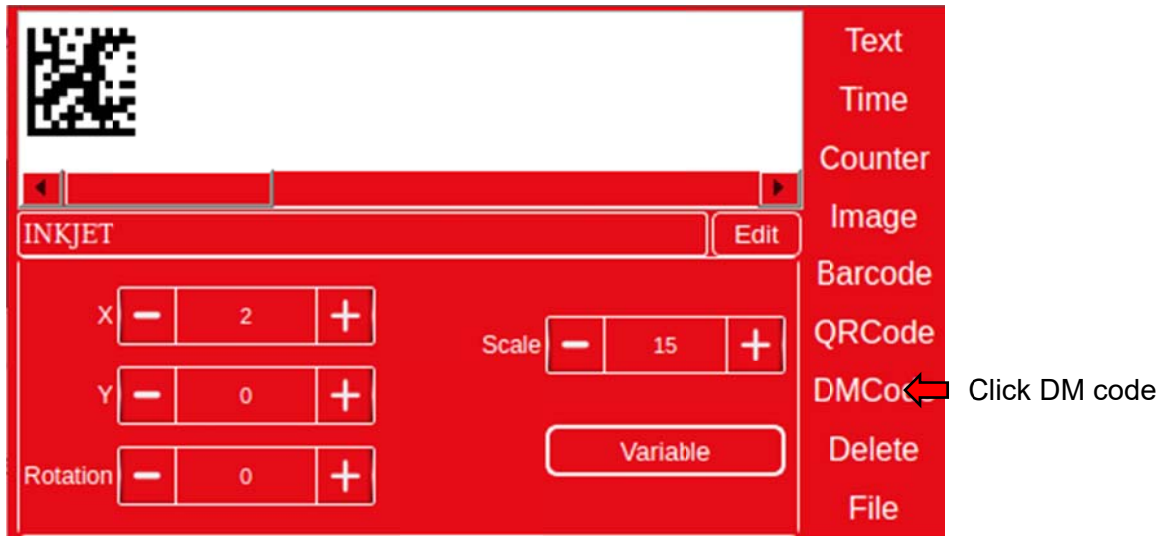 Text
Time
Counter
Image
Barcode
QRCode
DMCode
Delete
File
INKJET
Edit
X
2
Y
0
Rotation
0
Scale
15
Variable
Click DM code